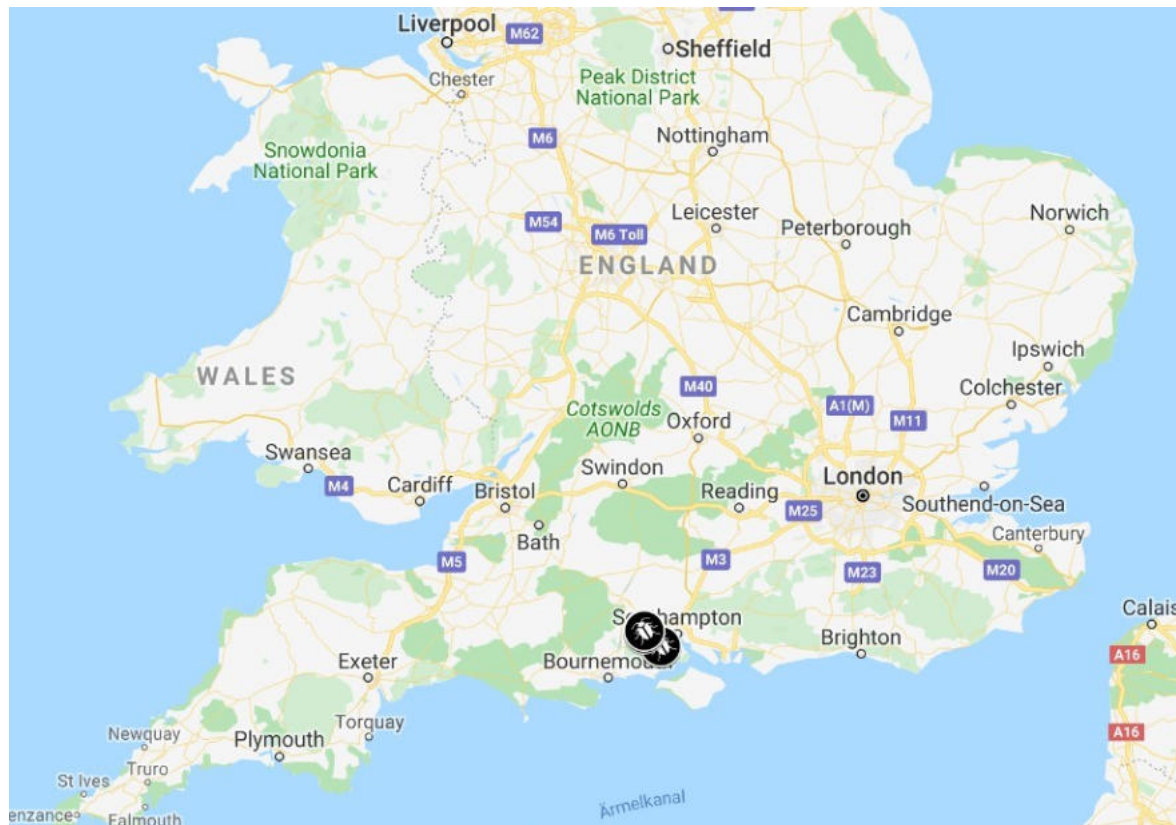 Liverpool
M62
Sheffield
Chester
Peak District
National Park
M6
Nottingham
Snowdonia
National Park
M54
Leicester
Norwich
M6 Toll
Peterborough
ENGLAND
Cambridge
Ipswich
WALES
M40
Colchester
Cotswolds
AONB
A1(M)
Oxford
M11
Swansea
Swindon
London
M4
Cardiff
Bristol
Reading
M25
Southend-on-Sea
Bath
Canterbury
M5
M3
M23
M20
Calais
Brighton
A16
Exeter
Torquay
Newquay
Plymouth
A16
St Ives
Truro
Ärmelkanal
Falmouth